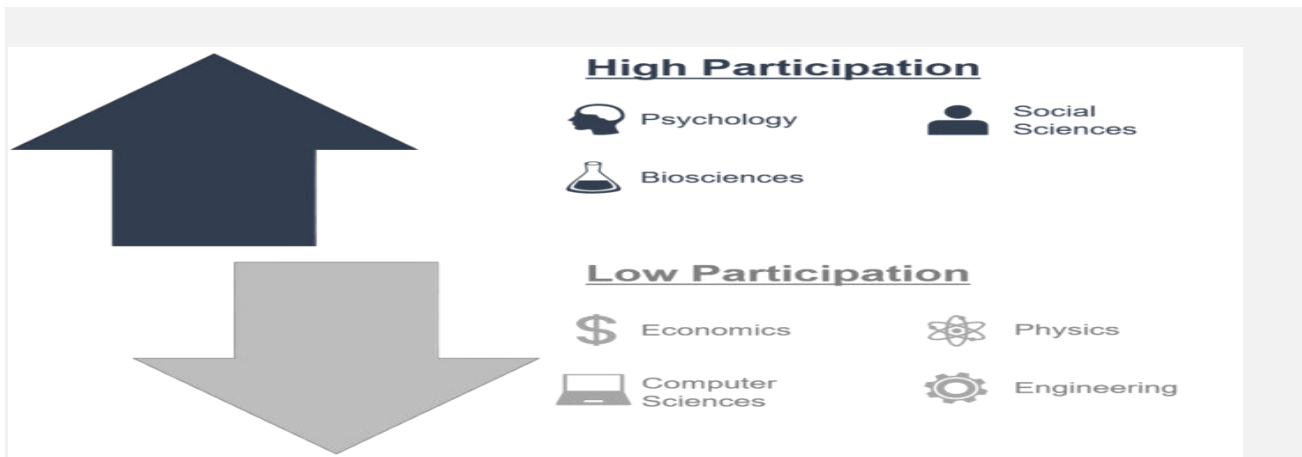 High Participation
Psychology
Social
Sciences
Biosciences
Low Participation
$ Economics
Physics
Computer
Sciences
Engineering